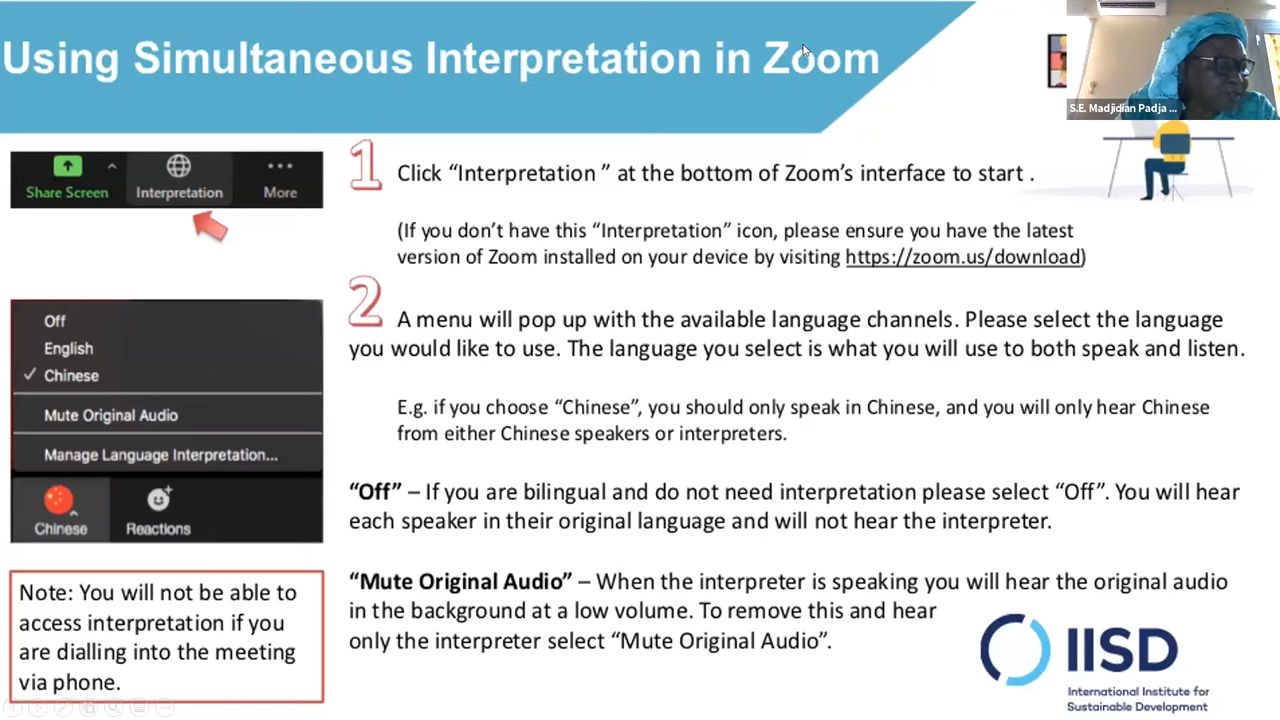 Using Simultaneous Interpretation in Zoom
S.E. Madjidian Padja ...
Share Screen
Interpretation
More
1
Click “Interpretation ” at the bottom of Zoom’s interface to start .
(If you don’t have this “Interpretation” icon, please ensure you have the latest
version of Zoom installed on your device by visiting https://zoom.us/download)
2
A menu will pop up with the available language channels. Please select the language
you would like to use. The language you select is what you will use to both speak and listen.
Off
English
Chinese
Mute Original Audio
Manage Language Interpretation...
Chinese
Reactions
E.g. if you choose “Chinese”, you should only speak in Chinese, and you will only hear Chinese
from either Chinese speakers or interpreters.
“Off” – If you are bilingual and do not need interpretation please select “Off”. You will hear
each speaker in their original language and will not hear the interpreter.
“Mute Original Audio” – When the interpreter is speaking you will hear the original audio
in the background at a low volume. To remove this and hear
only the interpreter select “Mute Original Audio”.
Note: You will not be able to
access interpretation if you
are dialling into the meeting
via phone.
IISD
International Institute for
Sustainable Development